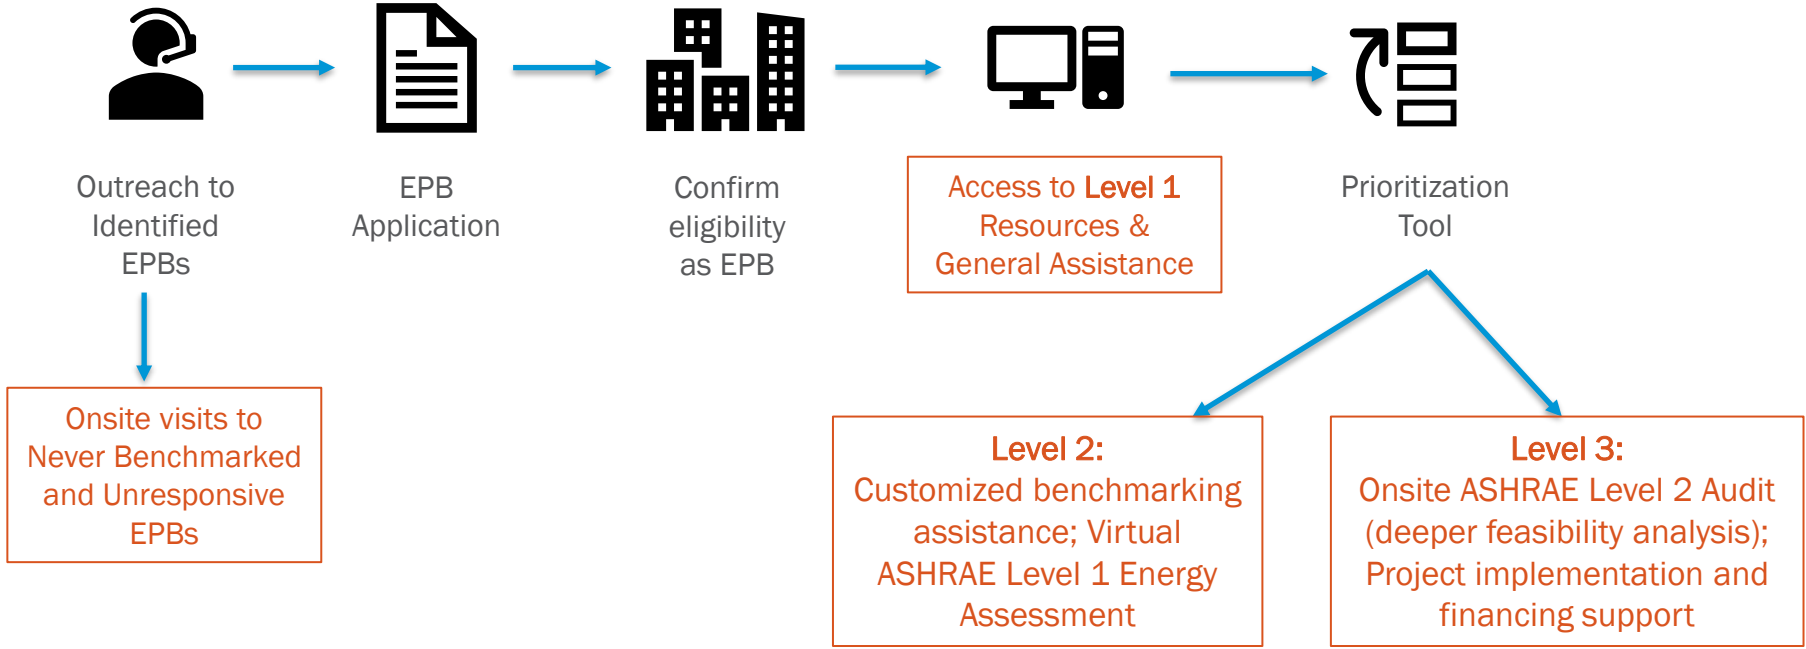 Outreach to
Identified
EPBs
EPB
Application
Confirm
eligibility
as EPB
Access to Level 1
Resources &
General Assistance
Prioritization
Tool
Onsite visits to
Never Benchmarked
and Unresponsive
EPBs
Level 2:
Customized benchmarking
assistance; Virtual
ASHRAE Level 1 Energy
Assessment
Level 3:
Onsite ASHRAE Level 2 Audit
(deeper feasibility analysis);
Project implementation and
financing support